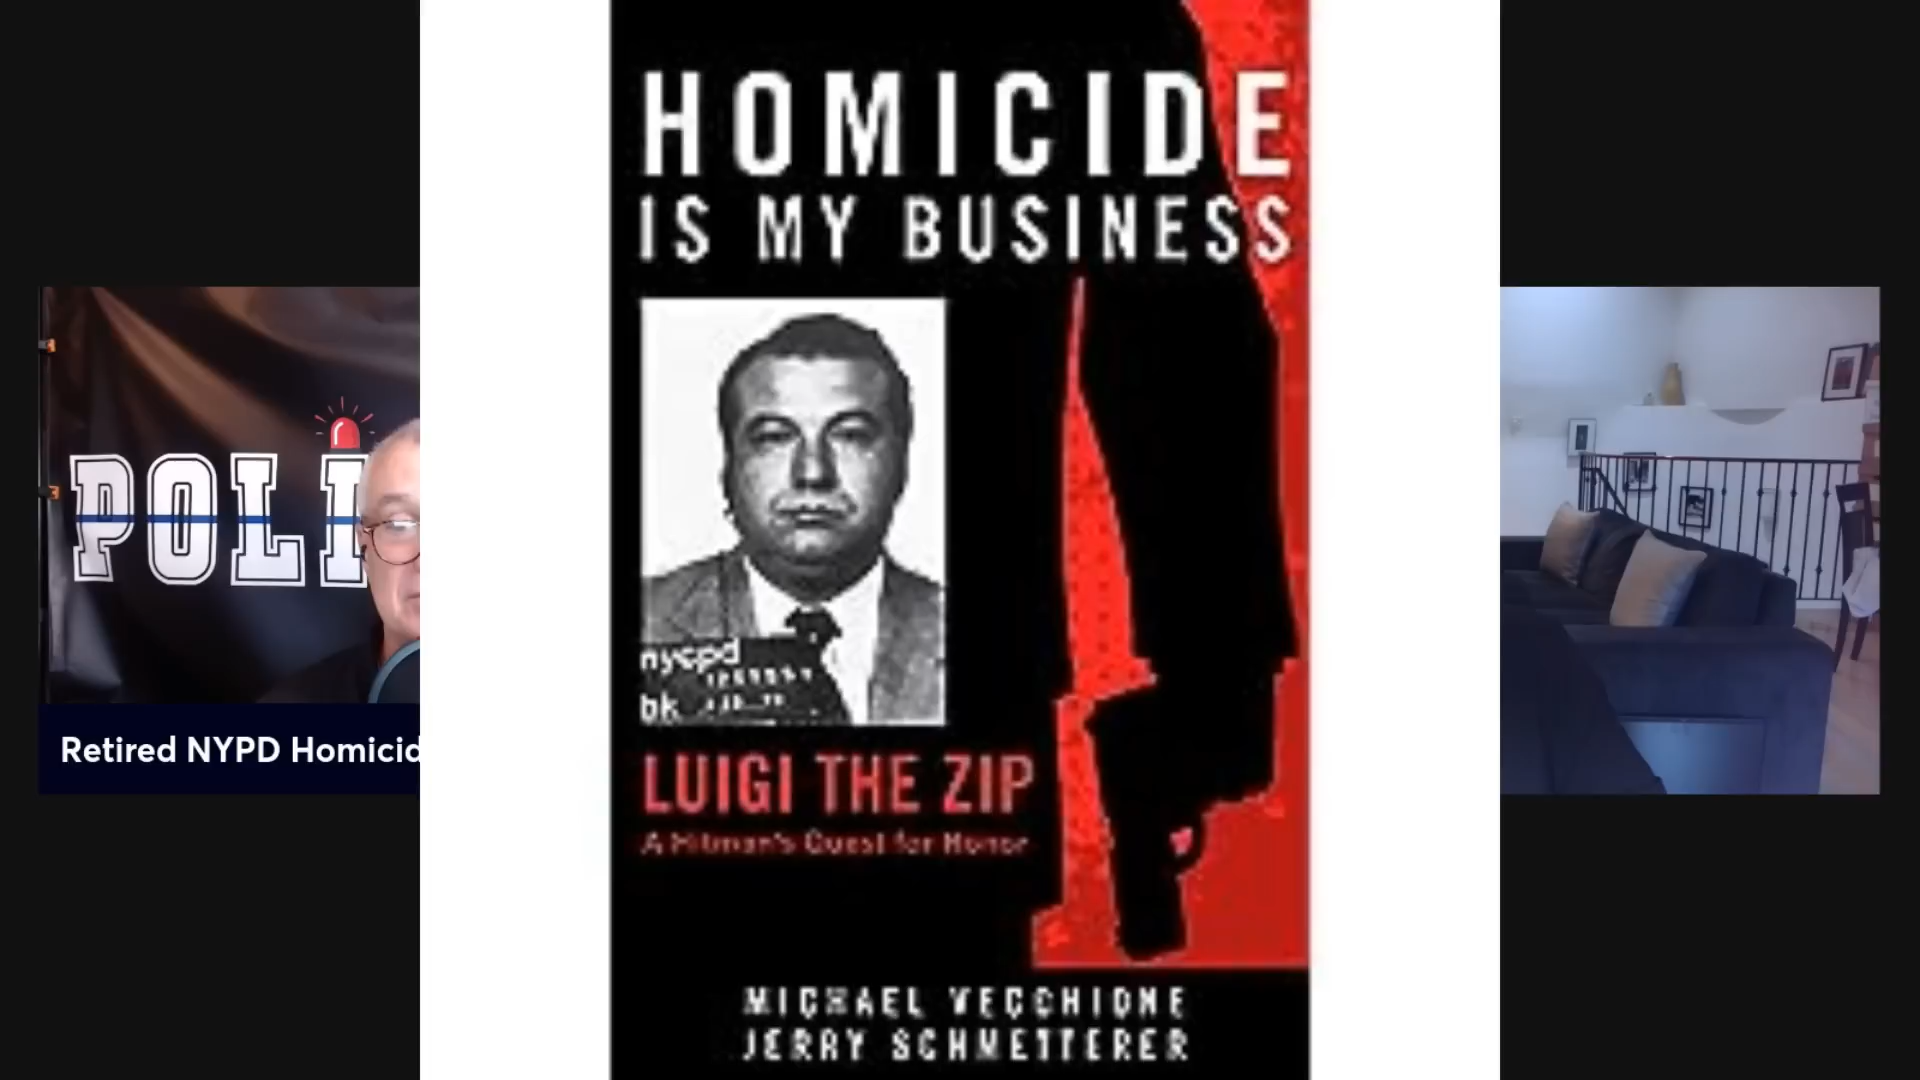 HOMICIDE
IS MY BUSINESS
nycpd
bk
LUIGI THE ZIP
A Hitman's Quest for Honor
MICHAEL VECCHIONE
JERRY SCHMETTERER
POLI
Retired NYPD Homicid